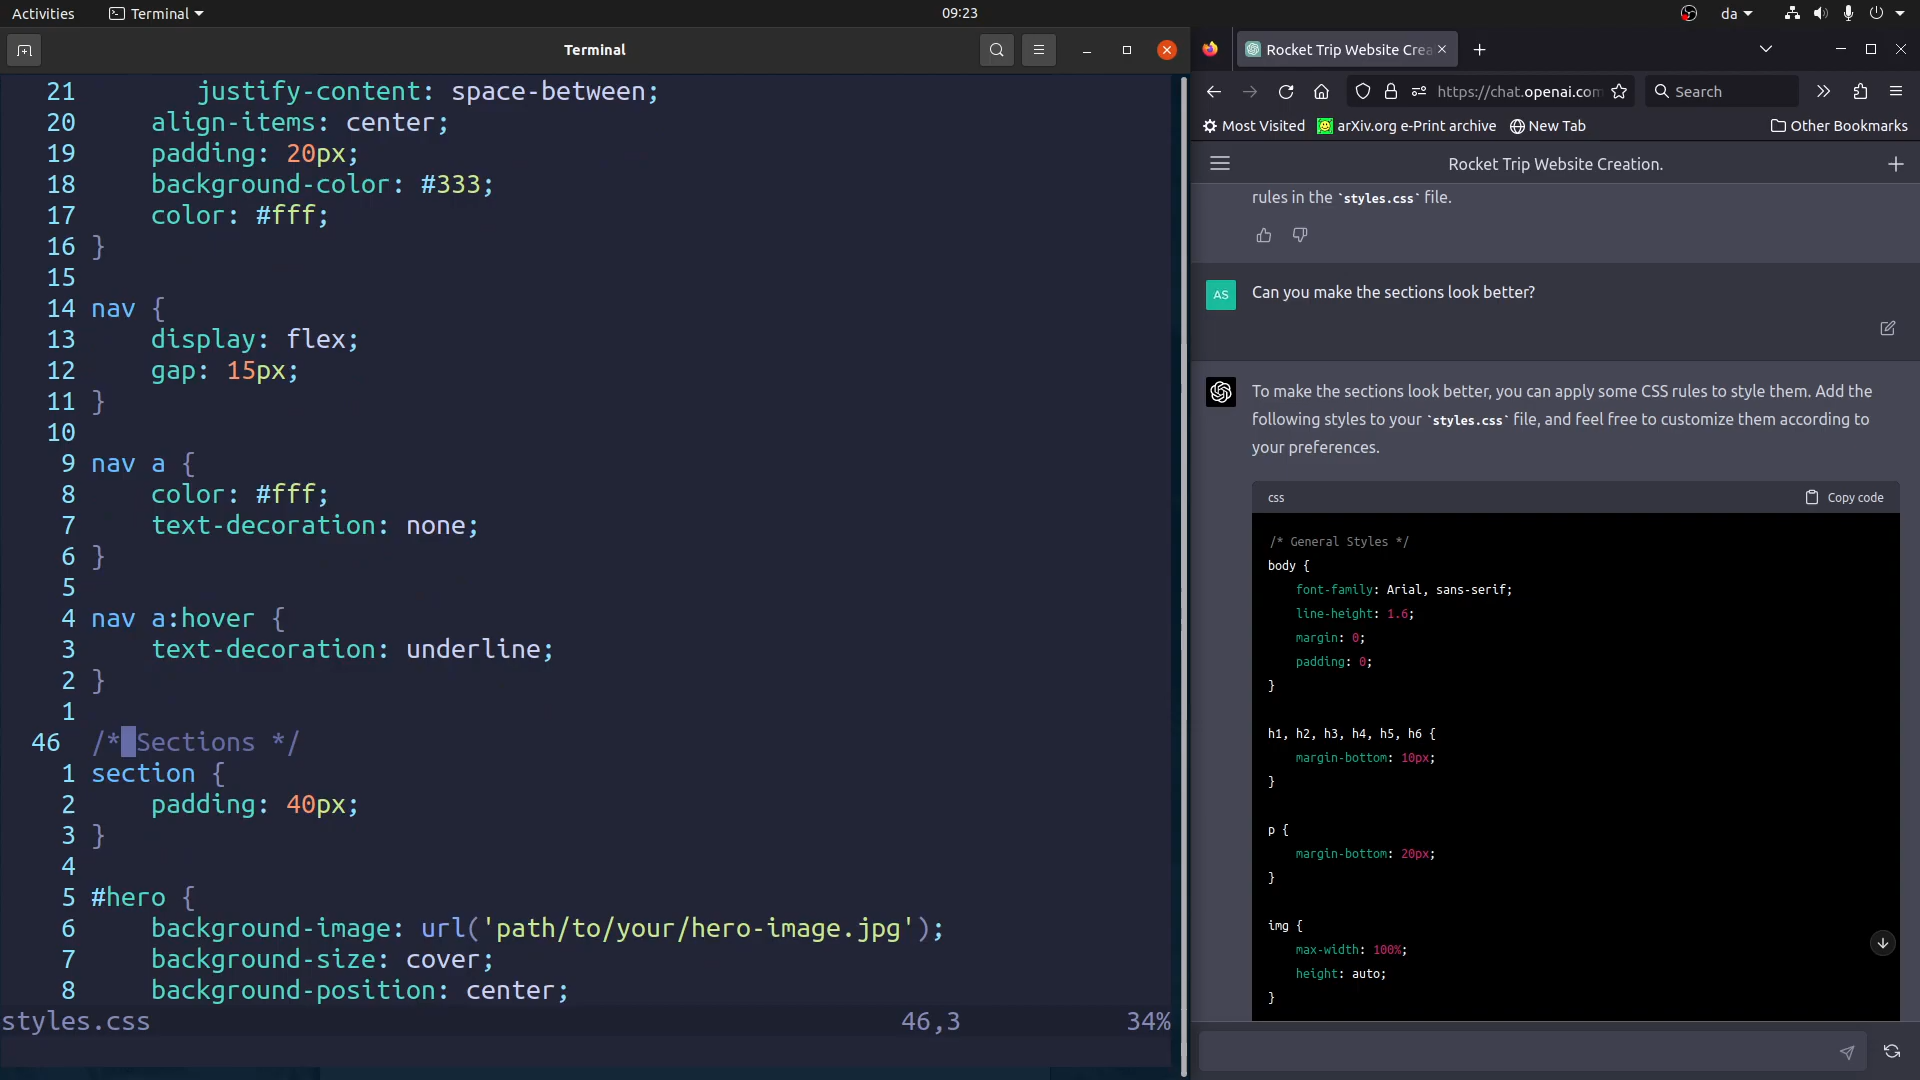 Activities
Terminal
09:23
da
Terminal
21 justify-content: space-between;
20 align-items: center;
19 padding: 20px;
18 background-color: #333;
17 color: #fff;
16 }
15
14 nav {
13 display: flex;
12 gap: 15px;
11 }
10
9 nav a {
8 color: #fff;
7 text-decoration: none;
6 }
5
4 nav a:hover {
3 text-decoration: underline;
2 }
1
46 /* Sections */
1 section {
2 padding: 40px;
3 }
4
5 #hero {
6 background-image: url('path/to/your/hero-image.jpg');
7 background-size: cover;
8 background-position: center;
styles.css 46,3 34%
Rocket Trip Website Crea
https://chat.openai.com
Search
Most Visited
arXiv.org e-Print archive
New Tab
Other Bookmarks
Rocket Trip Website Creation.
rules in the `styles.css` file.
AS
Can you make the sections look better?
To make the sections look better, you can apply some CSS rules to style them. Add the
following styles to your `styles.css` file, and feel free to customize them according to
your preferences.
css
Copy code
/* General Styles */
body {
font-family: Arial, sans-serif;
line-height: 1.6;
margin: 0;
padding: 0;
}
h1, h2, h3, h4, h5, h6 {
margin-bottom: 10px;
}
p {
margin-bottom: 20px;
}
img {
max-width: 100%;
height: auto;
}